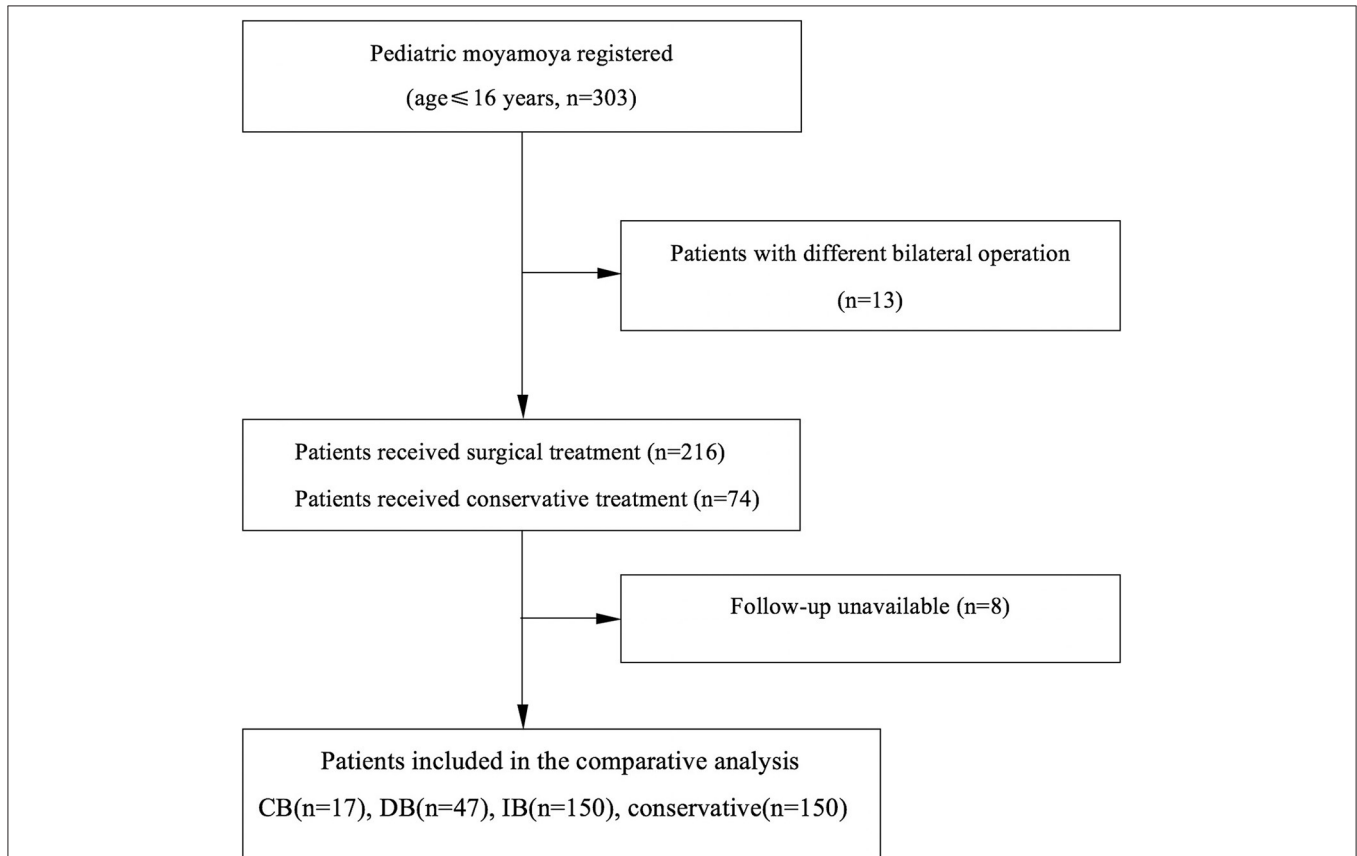 Pediatric moyamoya registered
(age⩽16 years, n=303)
Patients with different bilateral operation
(n=13)
Patients received surgical treatment (n=216)
Patients received conservative treatment (n=74)
Follow-up unavailable (n=8)
Patients included in the comparative analysis
CB(n=17), DB(n=47), IB(n=150), conservative(n=150)